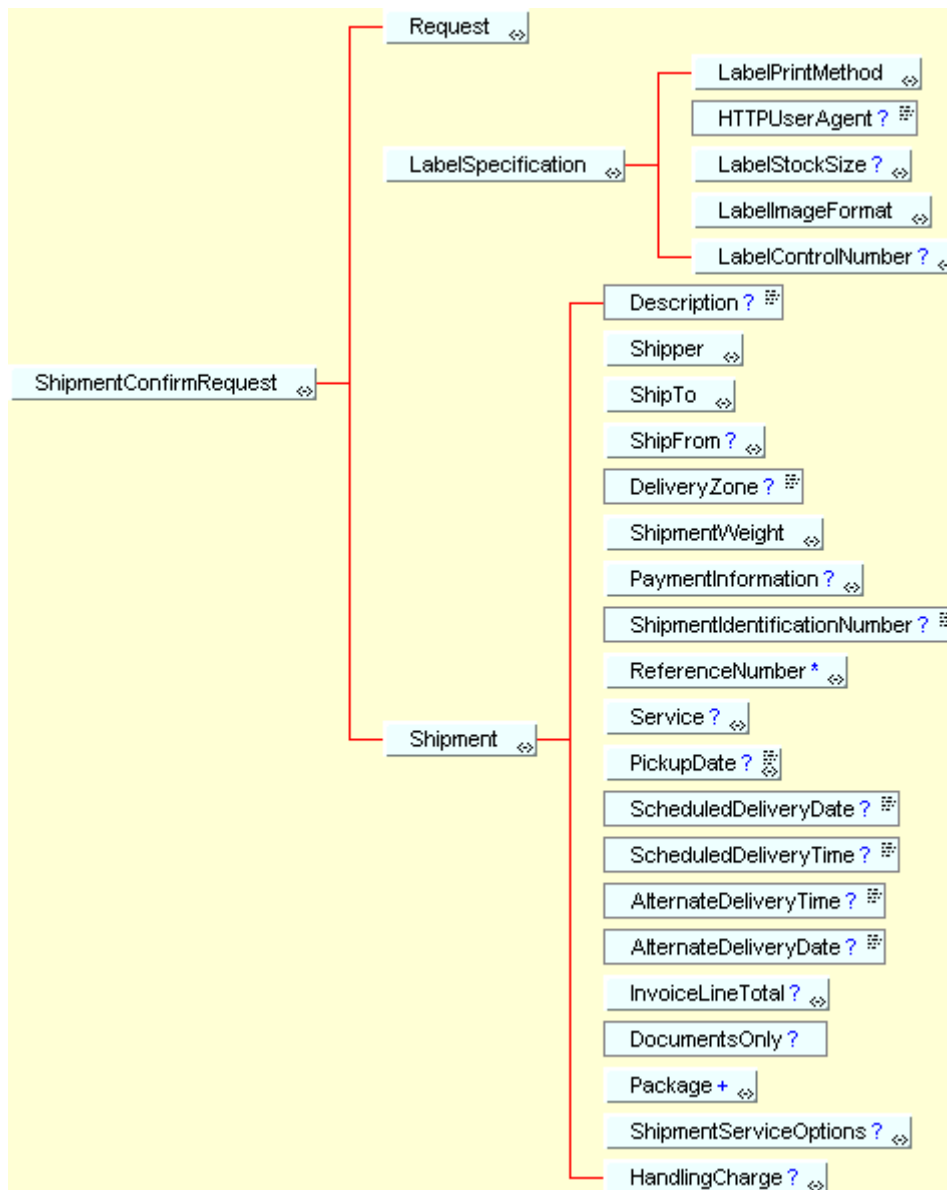 Request
LabelPrintMethod
HTTPUserAgent ?
LabelSpecification
LabelStockSize ?
LabelImageFormat
LabelControlNumber ?
Description ?
Shipper
ShipmentConfirmRequest
ShipTo
ShipFrom ?
DeliveryZone ?
ShipmentWeight
PaymentInformation ?
ShipmentIdentificationNumber ?
ReferenceNumber *
Service ?
Shipment
PickupDate ?
ScheduledDeliveryDate ?
ScheduledDeliveryTime ?
AlternateDeliveryTime ?
AlternateDeliveryDate ?
InvoiceLineTotal ?
DocumentsOnly ?
Package +
ShipmentServiceOptions ?
HandlingCharge ?